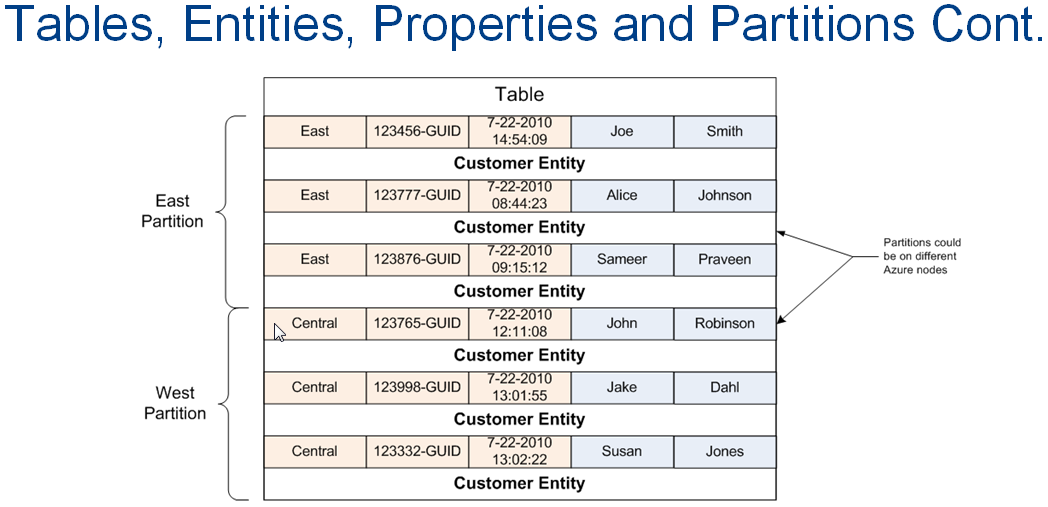 Tables, Entities, Properties and Partitions Cont.
Table
East 123456-GUID 7-22-2010 14:54:09 Joe Smith
Customer Entity
East 123777-GUID 7-22-2010 08:44:23 Alice Johnson
Customer Entity
East 123876-GUID 7-22-2010 09:15:12 Sameer Praveen
Customer Entity
Central 123765-GUID 7-22-2010 12:11:08 John Robinson
Customer Entity
Central 123998-GUID 7-22-2010 13:01:55 Jake Dahl
Customer Entity
Central 123332-GUID 7-22-2010 13:02:22 Susan Jones
Customer Entity
East
Partition
West
Partition
Partitions could
be on different
Azure nodes